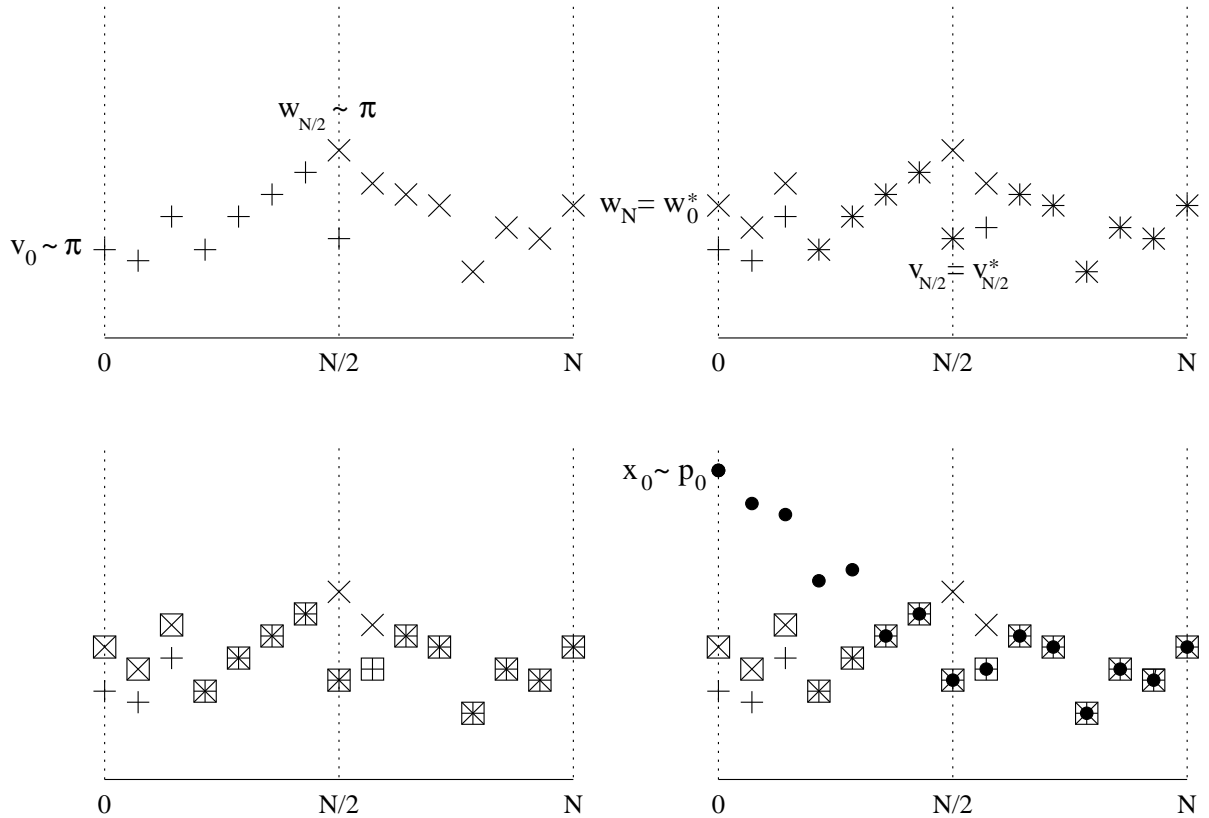 w_{N/2} ~ π
v_0 ~ π
0 N/2 N
w_N = w_0^*
v_{N/2} = v_{N/2}^*
0 N/2 N
0 N/2 N
x_0 ~ p_0
0 N/2 N